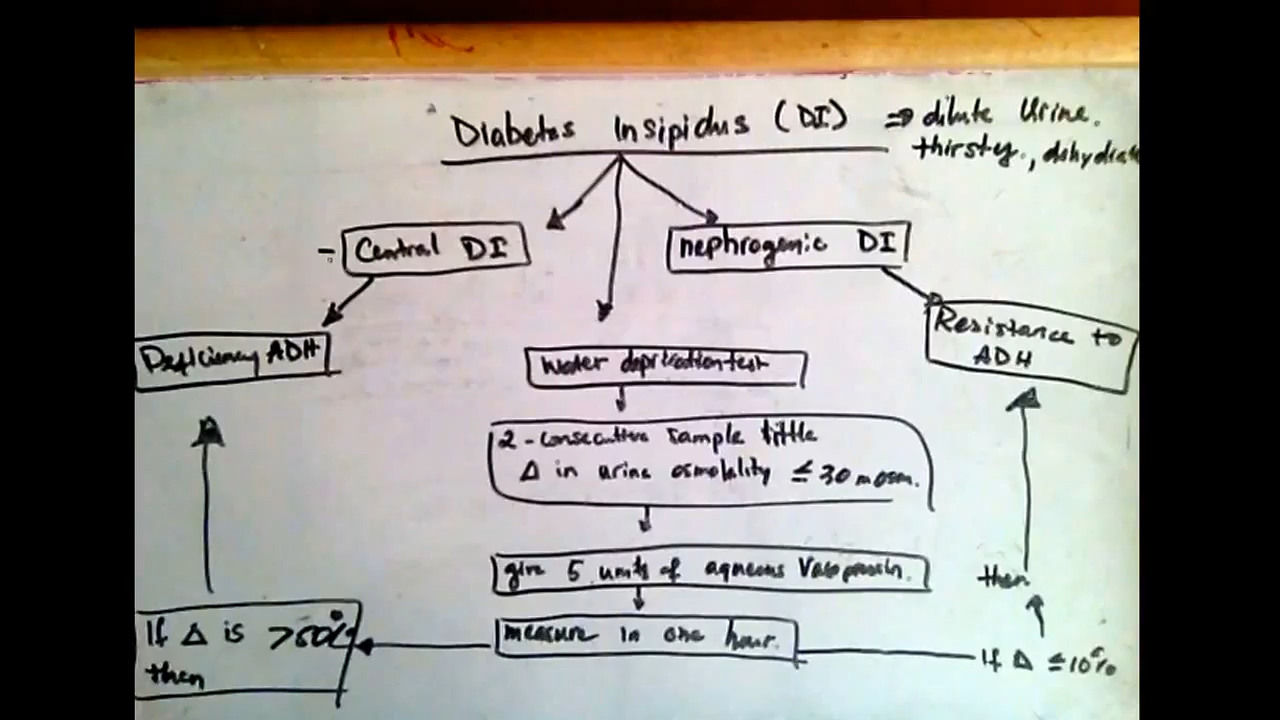 Diabetes Insipidus (DI) ⇒ dilute Urine.
thirstey., dehydrat
- Central DI
nephrogenic DI
Deficiency ADH
Resistance to
ADH
Water deprivation test
2 - consecutive sample little
Δ in urine osmolality ≤ 30 mosm.
give 5 units of aqueous Vasopressin.
measure in one hour.
If Δ is >50%
then
then
If Δ ≤10%